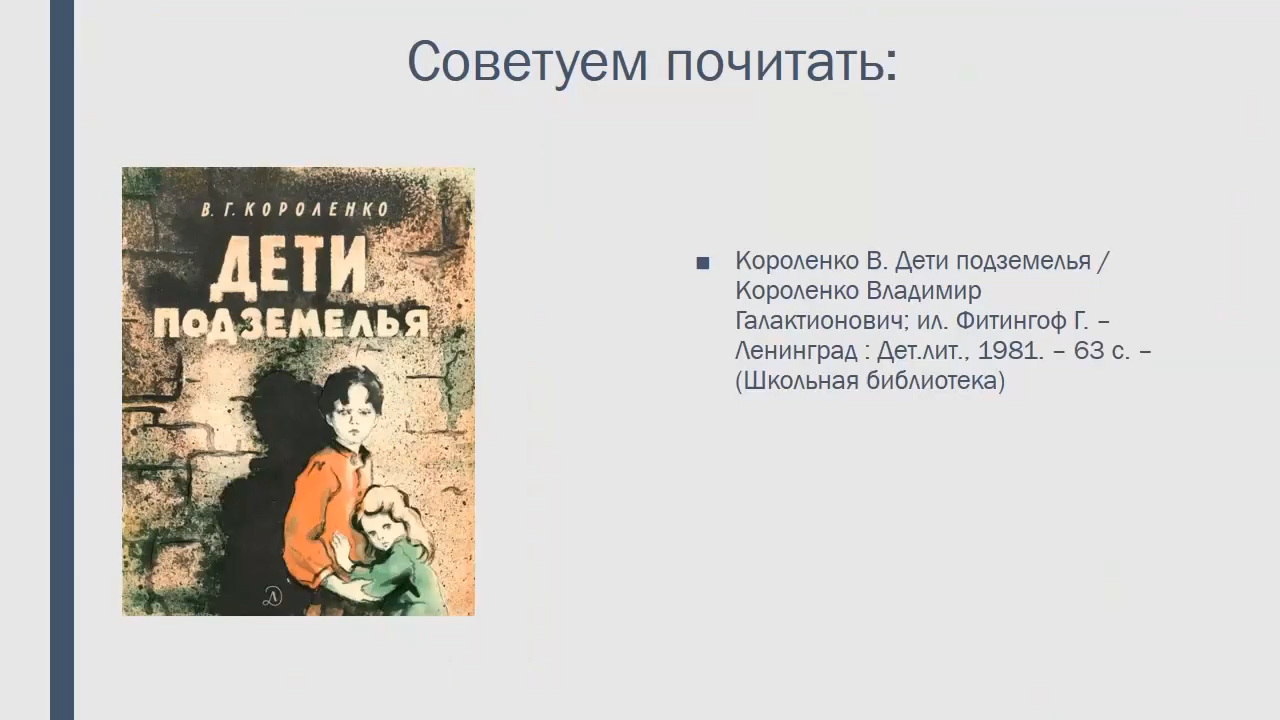 Советуем почитать:
В. Г. КОРОЛЕНКО
ДЕТИ
ПОДЗЕМЕЛЬЯ
■ Короленко В. Дети подземелья /
Короленко Владимир
Галактионович; ил. Фитингоф Г. –
Ленинград : Дет.лит., 1981. – 63 с. –
(Школьная библиотека)